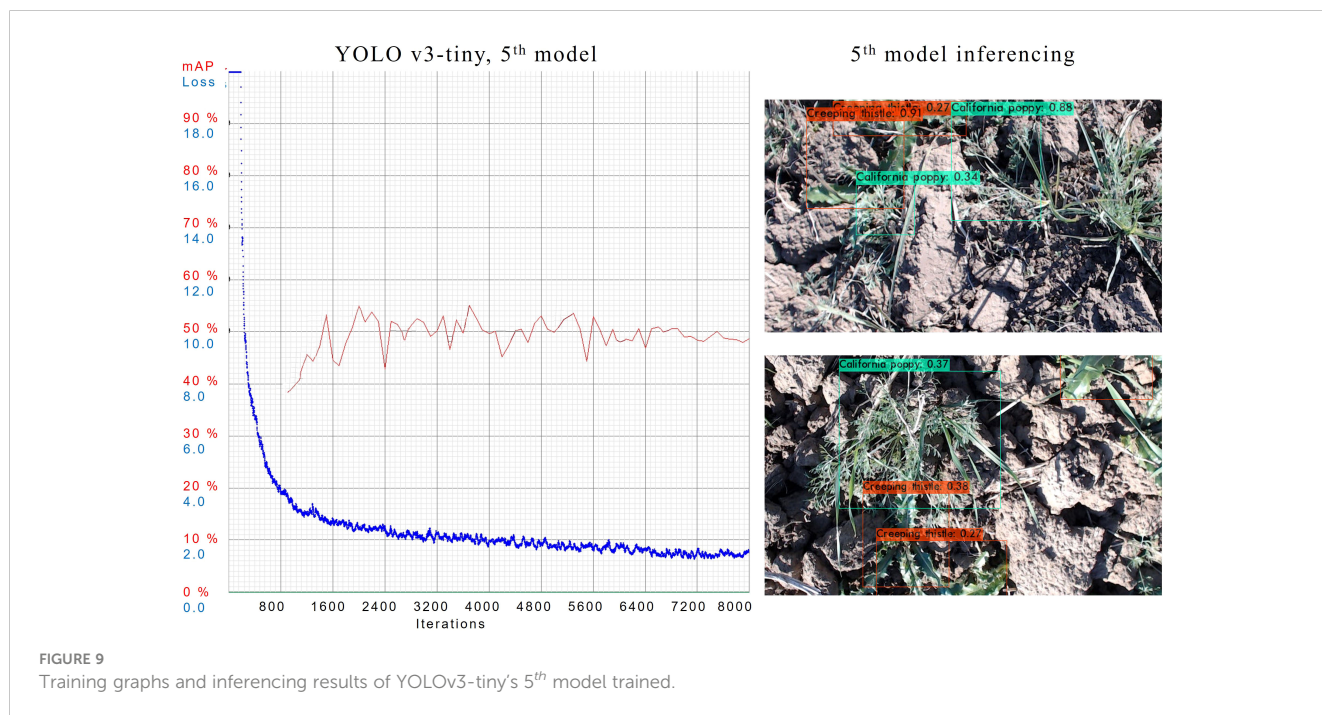 YOLO v3-tiny, 5th model
5th model inferencing
mAP
Loss
90 %
18.0
80 %
16.0
70 %
14.0
60 %
12.0
50 %
10.0
40 %
8.0
30 %
6.0
20 %
4.0
10 %
2.0
0 %
0.0
800 1600 2400 3200 4000 4800 5600 6400 7200 8000
Iterations
Creeping thistle: 0.27
Creeping thistle: 0.91
California poppy: 0.88
California poppy: 0.34
California poppy: 0.37
Creeping thistle: 0.38
Creeping thistle: 0.27
FIGURE 9
Training graphs and inferencing results of YOLOv3-tiny's 5th model trained.